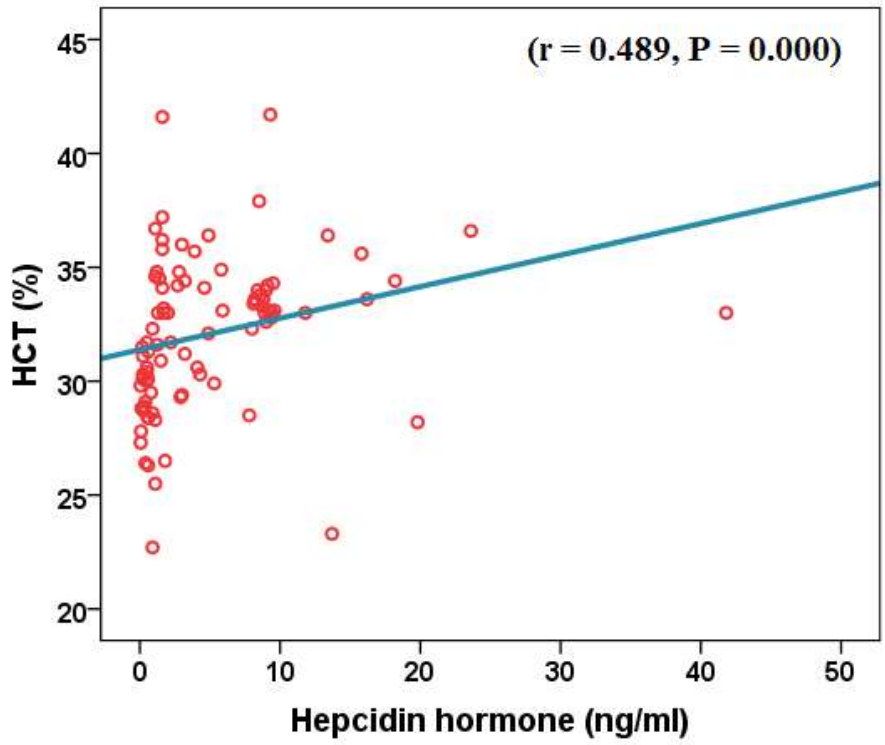 (r = 0.489, P = 0.000)
45
40
35
30
25
20
HCT (%)
0 10 20 30 40 50
Hepcidin hormone (ng/ml)